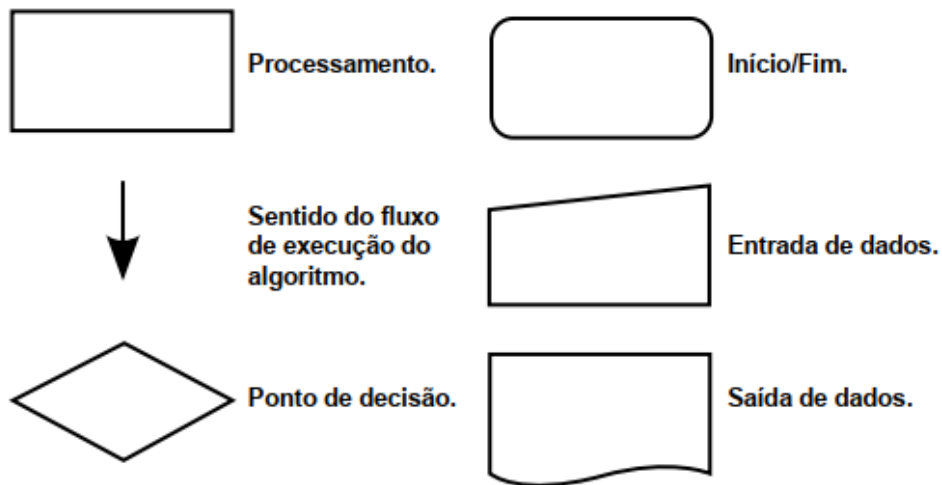 Processamento.
Início/Fim.
Sentido do fluxo
de execução do
algoritmo.
Entrada de dados.
Ponto de decisão.
Saída de dados.